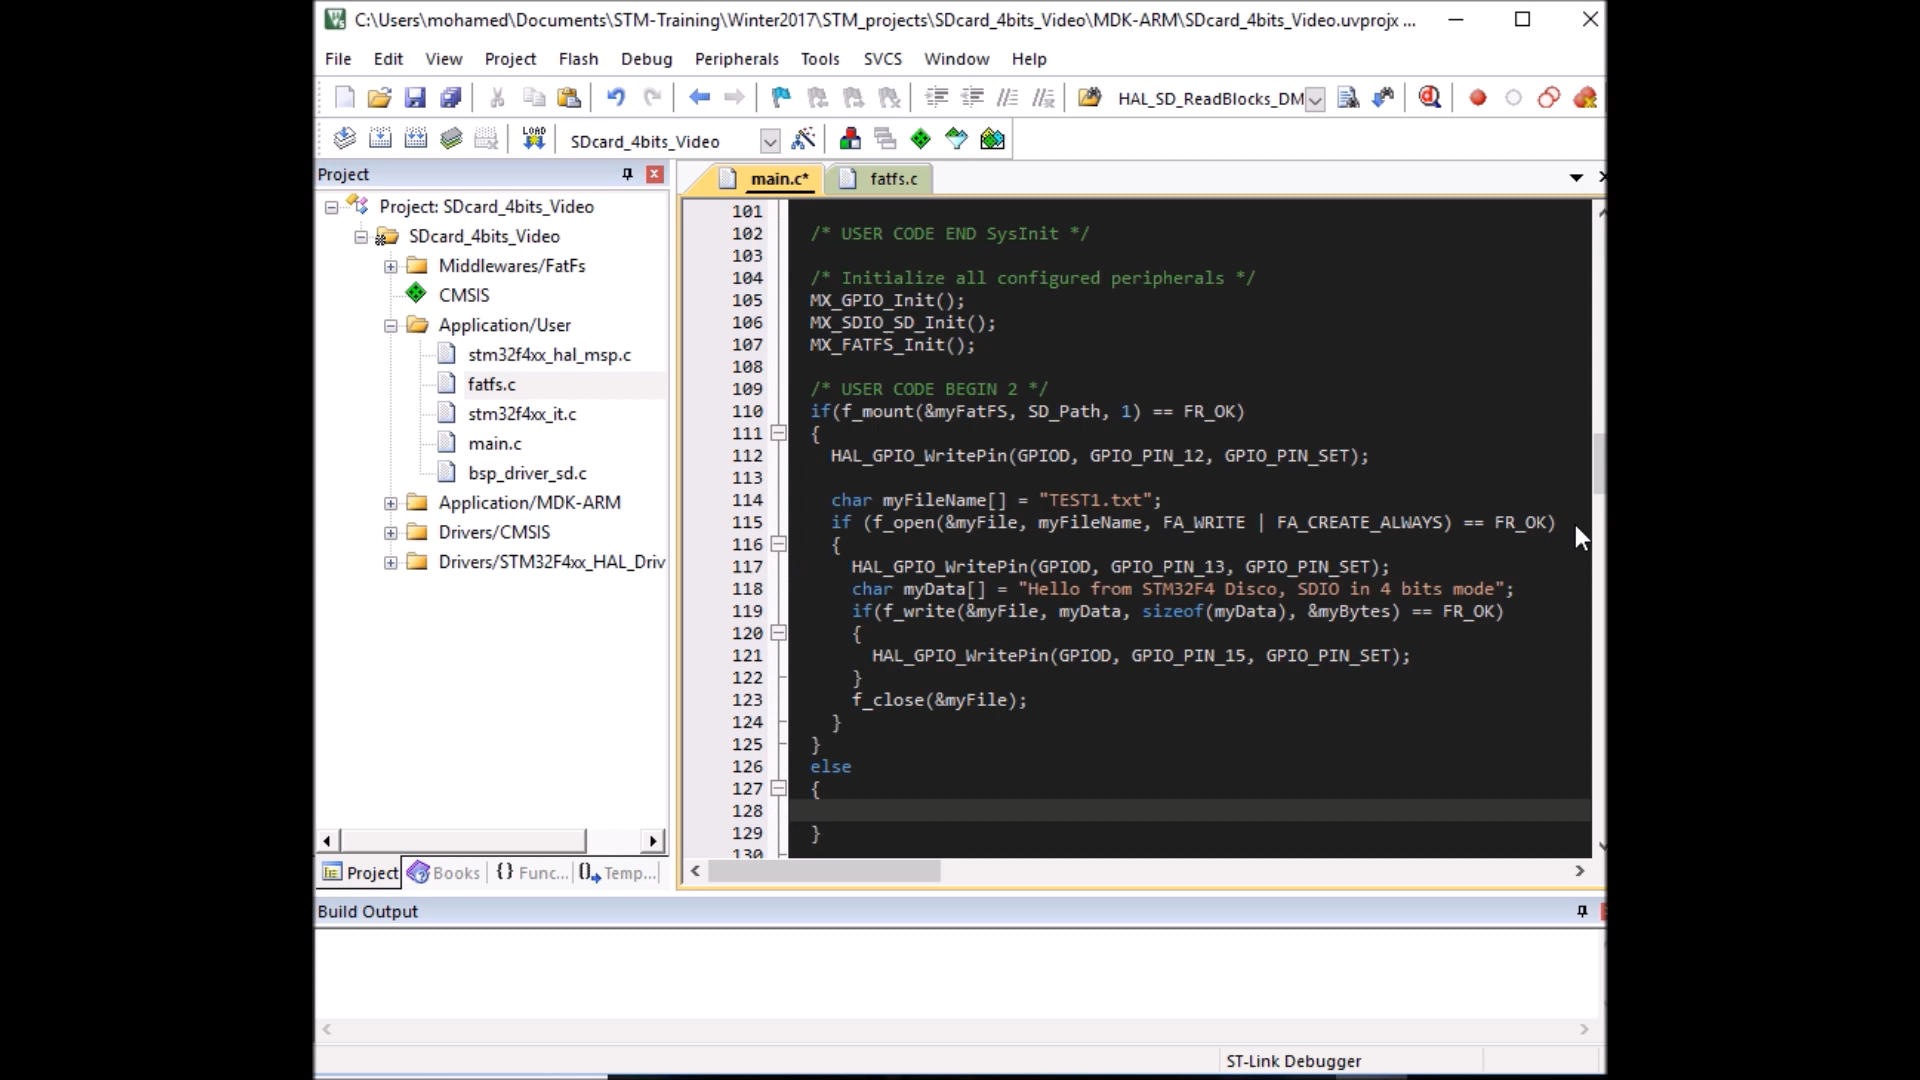 C:\Users\mohamed\Documents\STM-Training\Winter2017\STM_projects\SDcard_4bits_Video\MDK-ARM\SDcard_4bits_Video.uvprojx ...
File Edit View Project Flash Debug Peripherals Tools SVCS Window Help
HAL_SD_ReadBlocks_DM
LOAD SDcard_4bits_Video
Project
Project: SDcard_4bits_Video
SDcard_4bits_Video
Middlewares/FatFs
CMSIS
Application/User
stm32f4xx_hal_msp.c
fatfs.c
stm32f4xx_it.c
main.c
bsp_driver_sd.c
Application/MDK-ARM
Drivers/CMSIS
Drivers/STM32F4xx_HAL_Driv
Project Books {} Func... Temp...
main.c* fatfs.c
101
102 /* USER CODE END SysInit */
103
104 /* Initialize all configured peripherals */
105 MX_GPIO_Init();
106 MX_SDIO_SD_Init();
107 MX_FATFS_Init();
108
109 /* USER CODE BEGIN 2 */
110 if(f_mount(&myFatFS, SD_Path, 1) == FR_OK)
111 {
112 HAL_GPIO_WritePin(GPIOD, GPIO_PIN_12, GPIO_PIN_SET);
113
114 char myFileName[] = "TEST1.txt";
115 if (f_open(&myFile, myFileName, FA_WRITE | FA_CREATE_ALWAYS) == FR_OK)
116 {
117 HAL_GPIO_WritePin(GPIOD, GPIO_PIN_13, GPIO_PIN_SET);
118 char myData[] = "Hello from STM32F4 Disco, SDIO in 4 bits mode";
119 if(f_write(&myFile, myData, sizeof(myData), &myBytes) == FR_OK)
120 {
121 HAL_GPIO_WritePin(GPIOD, GPIO_PIN_15, GPIO_PIN_SET);
122 }
123 f_close(&myFile);
124 }
125 }
126 else
127 {
128
129 }
130
Build Output
ST-Link Debugger